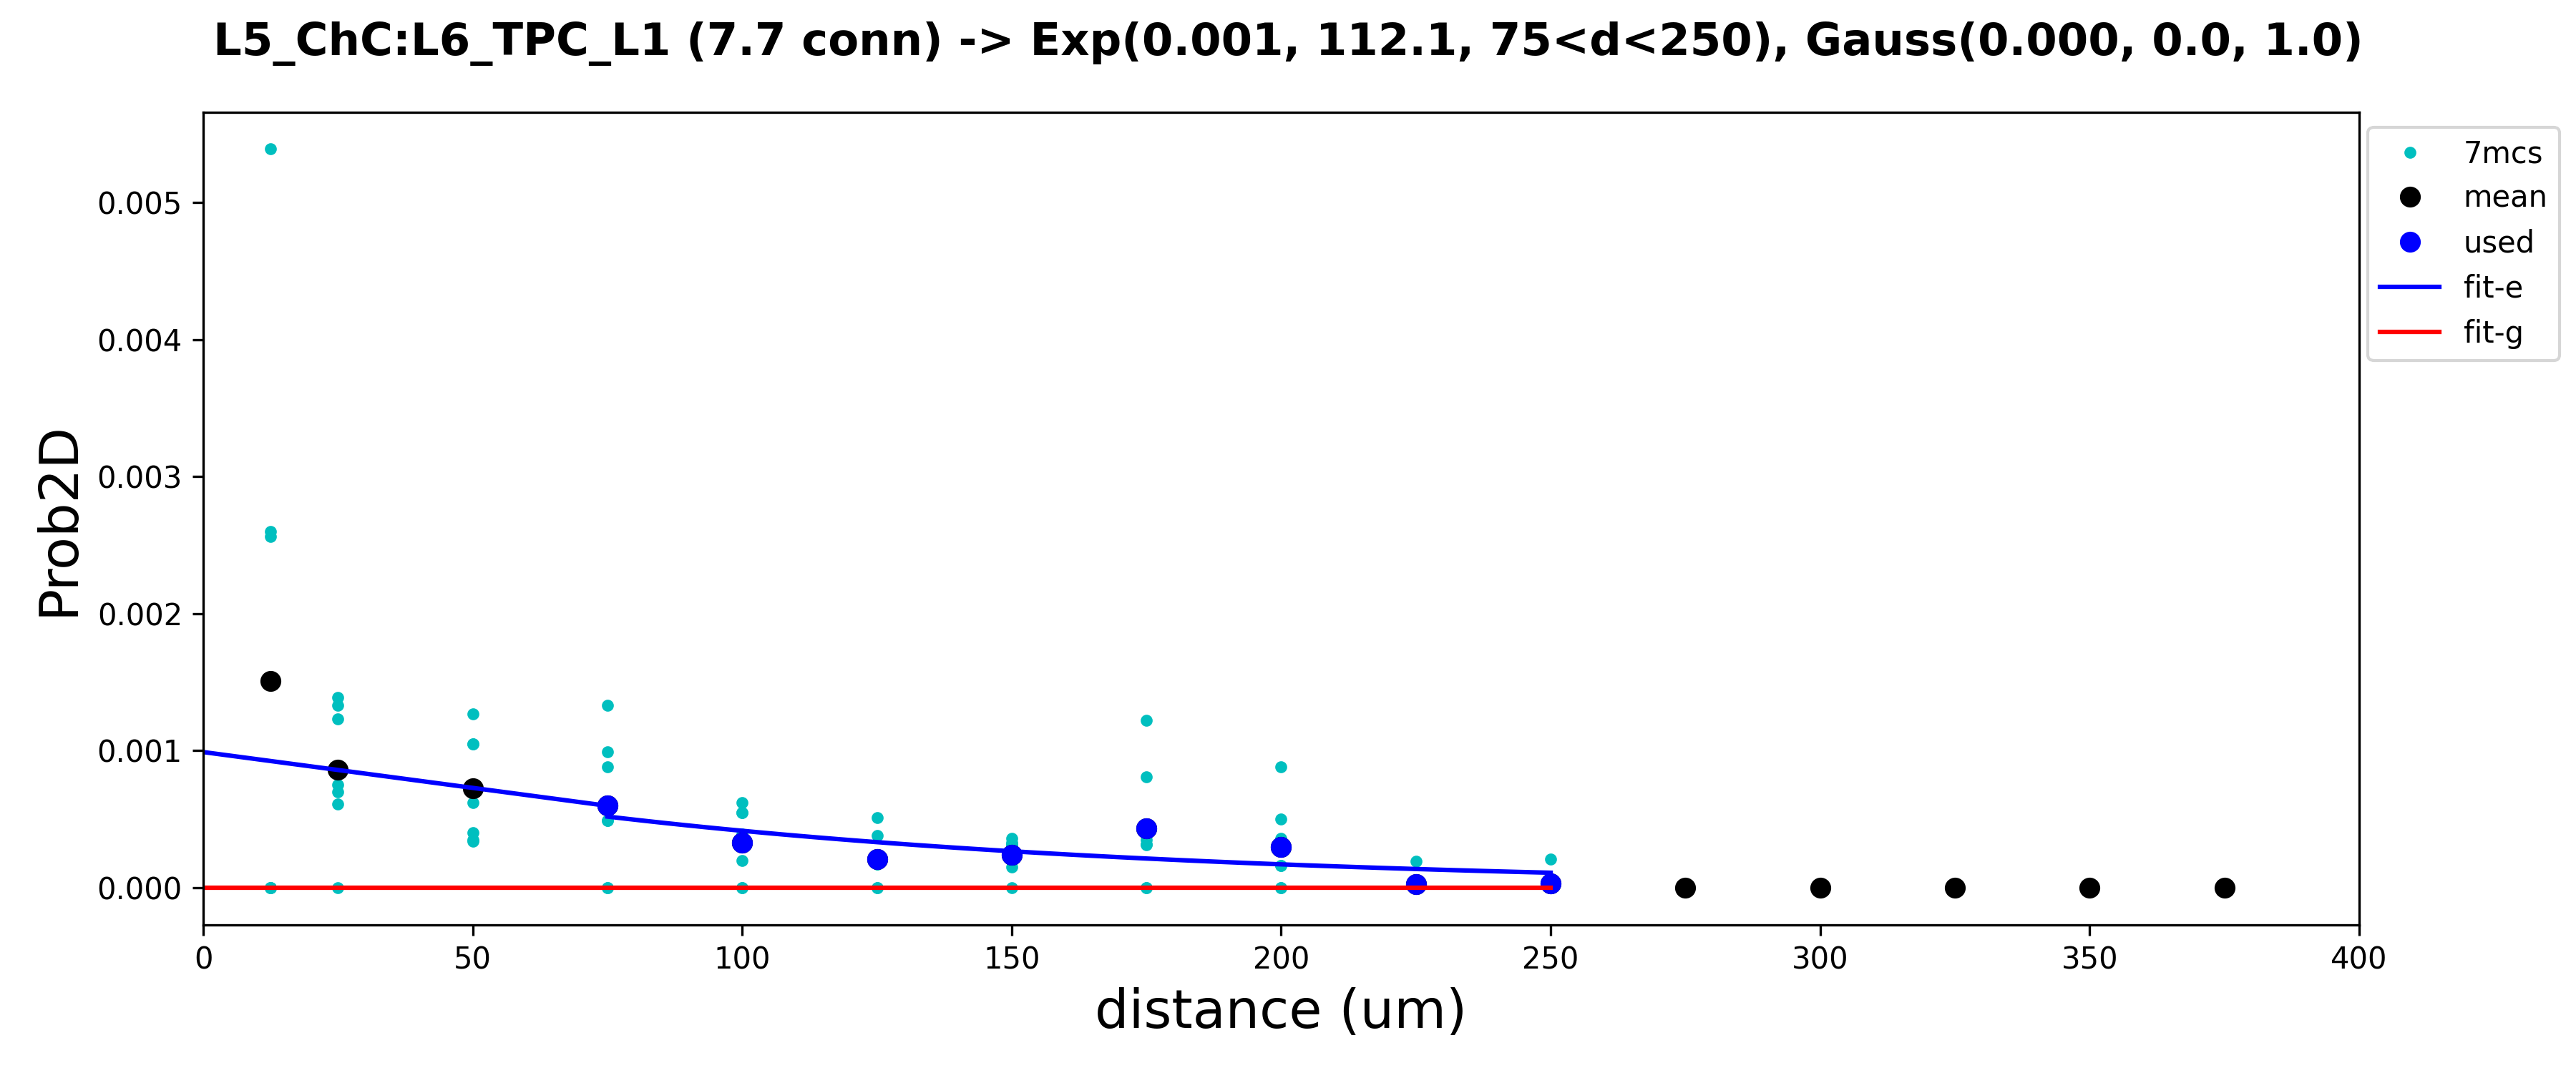 L5_ChC:L6_TPC_L1 (7.7 conn) -> Exp(0.001, 112.1, 75<d<250), Gauss(0.000, 0.0, 1.0)
7mcs
mean
used
fit-e
fit-g
Prob2D
0.005
0.004
0.003
0.002
0.001
0.000
0 50 100 150 200 250 300 350 400
distance (um)